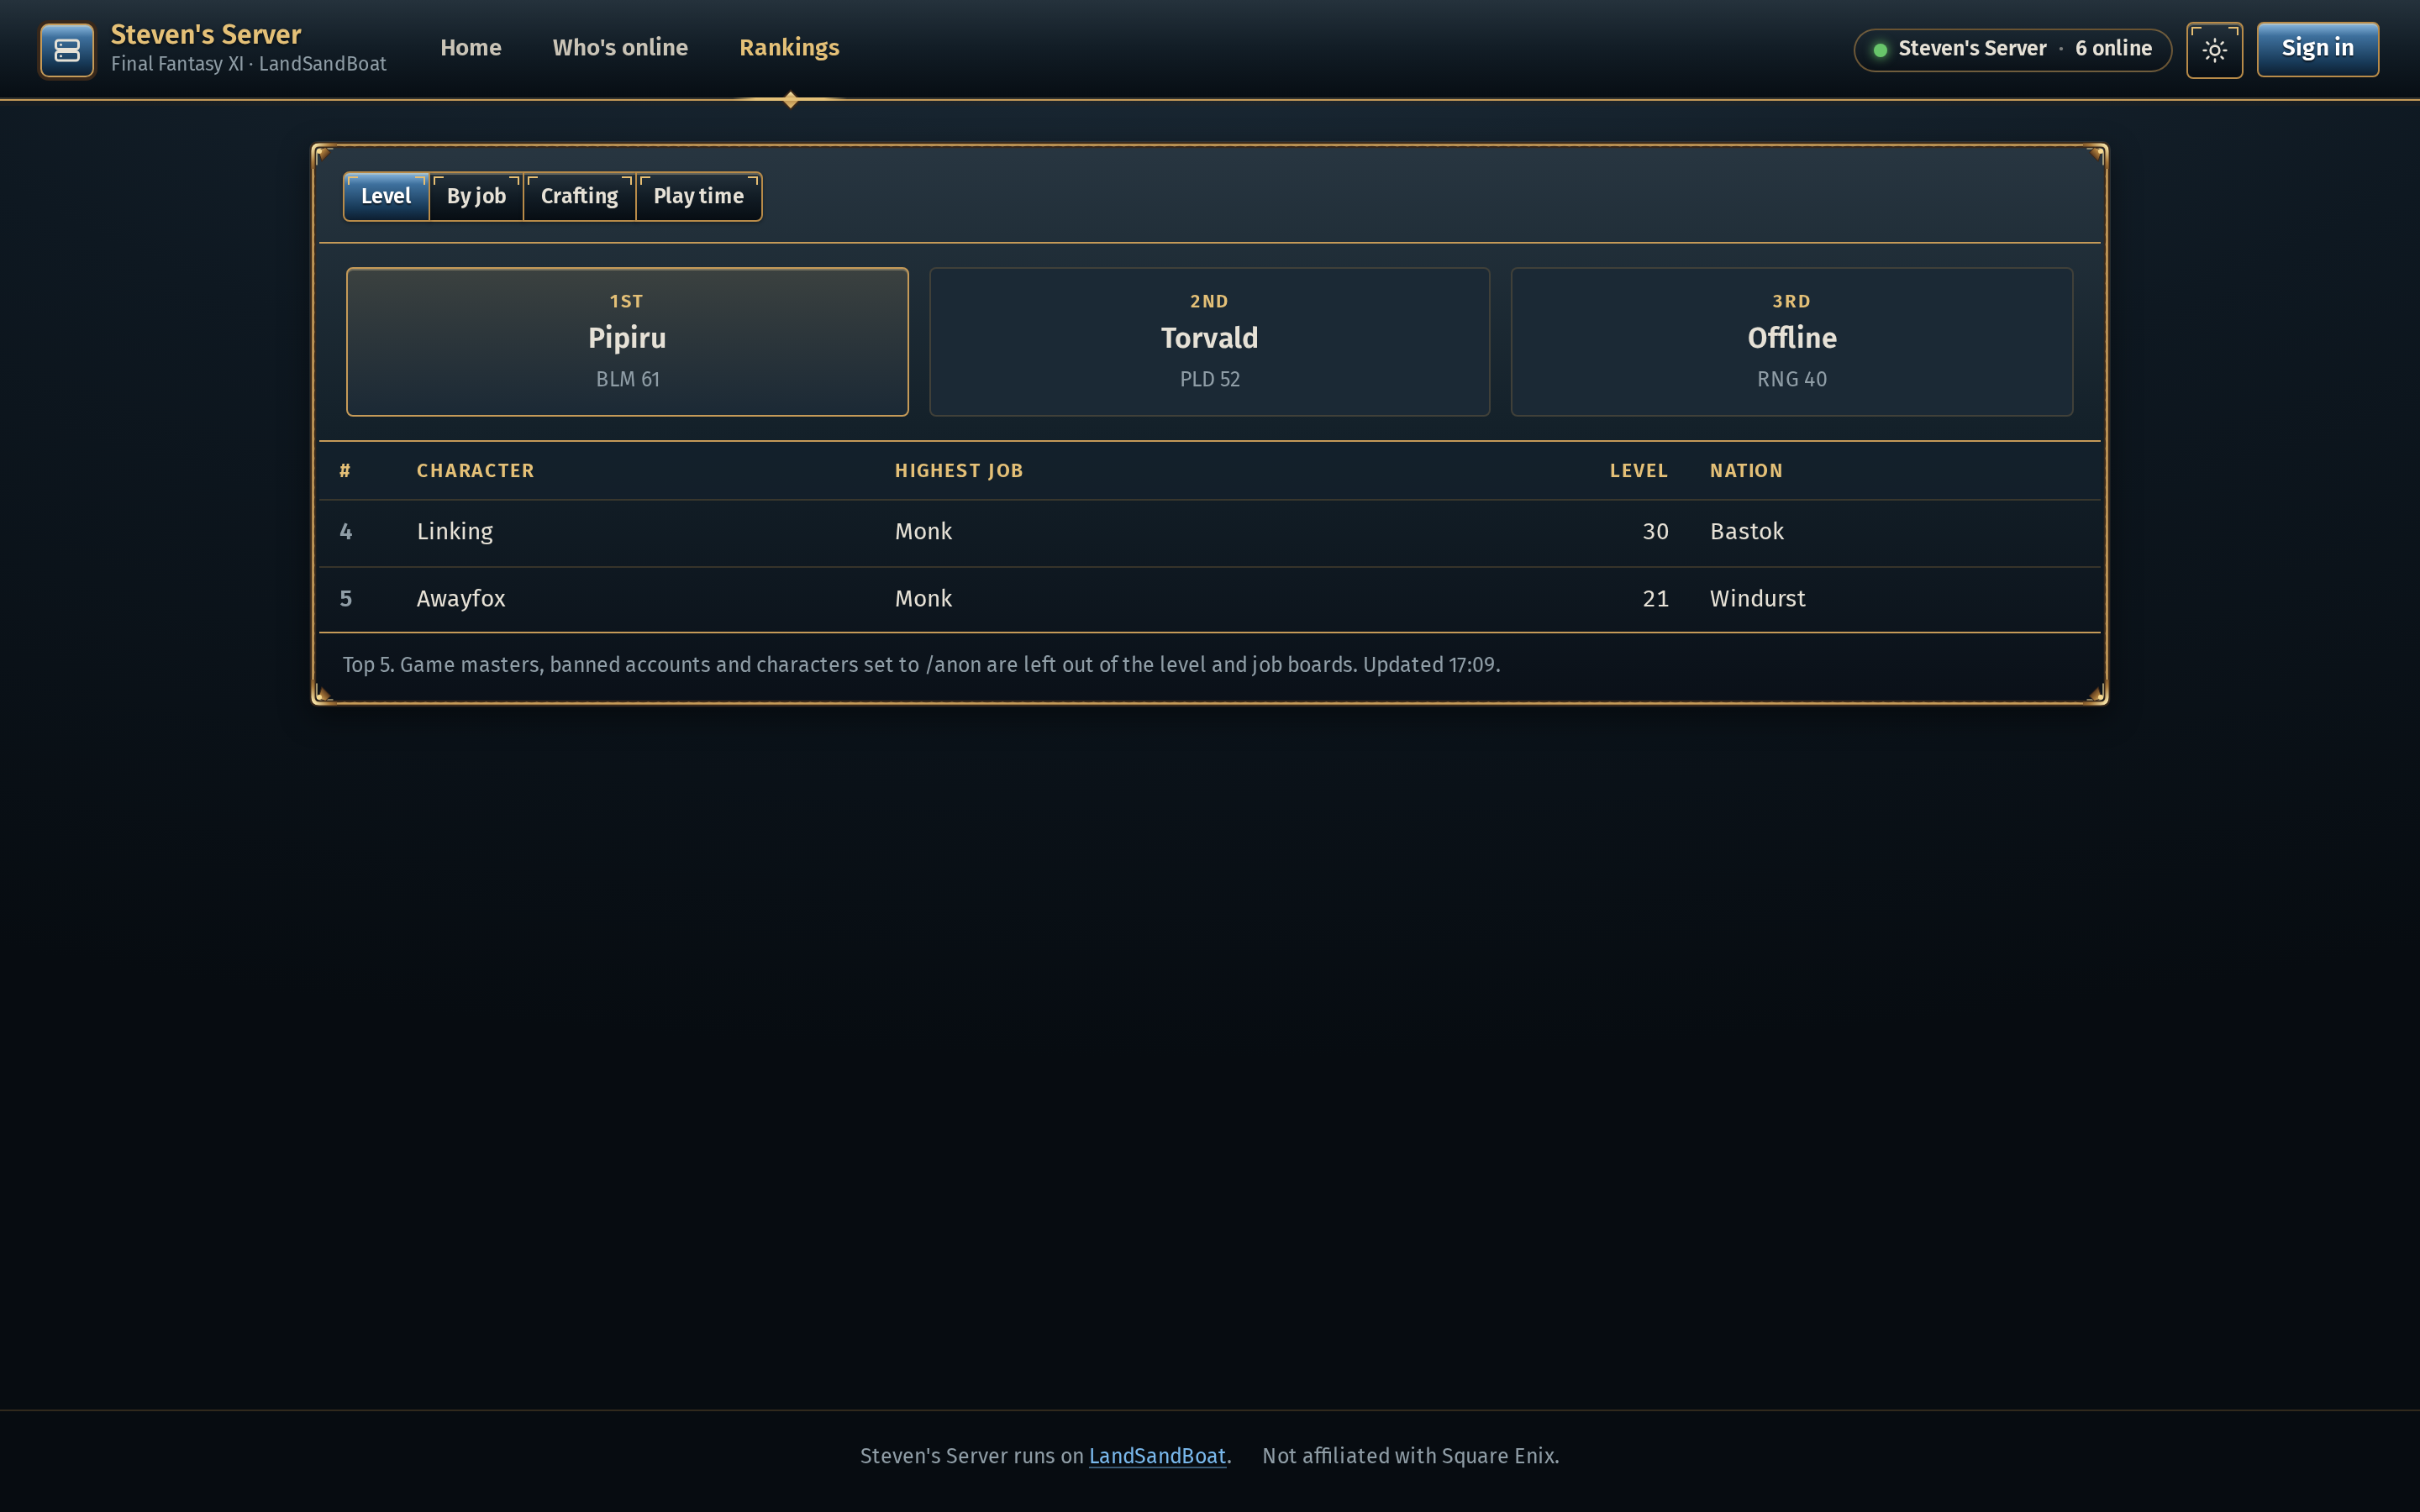 Steven's Server
Final Fantasy XI · LandSandBoat
Home
Who's online
Rankings
Steven's Server · 6 online
Sign in
Level
By job
Crafting
Play time
1ST
Pipiru
BLM 61
2ND
Torvald
PLD 52
3RD
Offline
RNG 40
# CHARACTER HIGHEST JOB LEVEL NATION
4 Linking Monk 30 Bastok
5 Awayfox Monk 21 Windurst
Top 5. Game masters, banned accounts and characters set to /anon are left out of the level and job boards. Updated 17:09.
Steven's Server runs on LandSandBoat. Not affiliated with Square Enix.